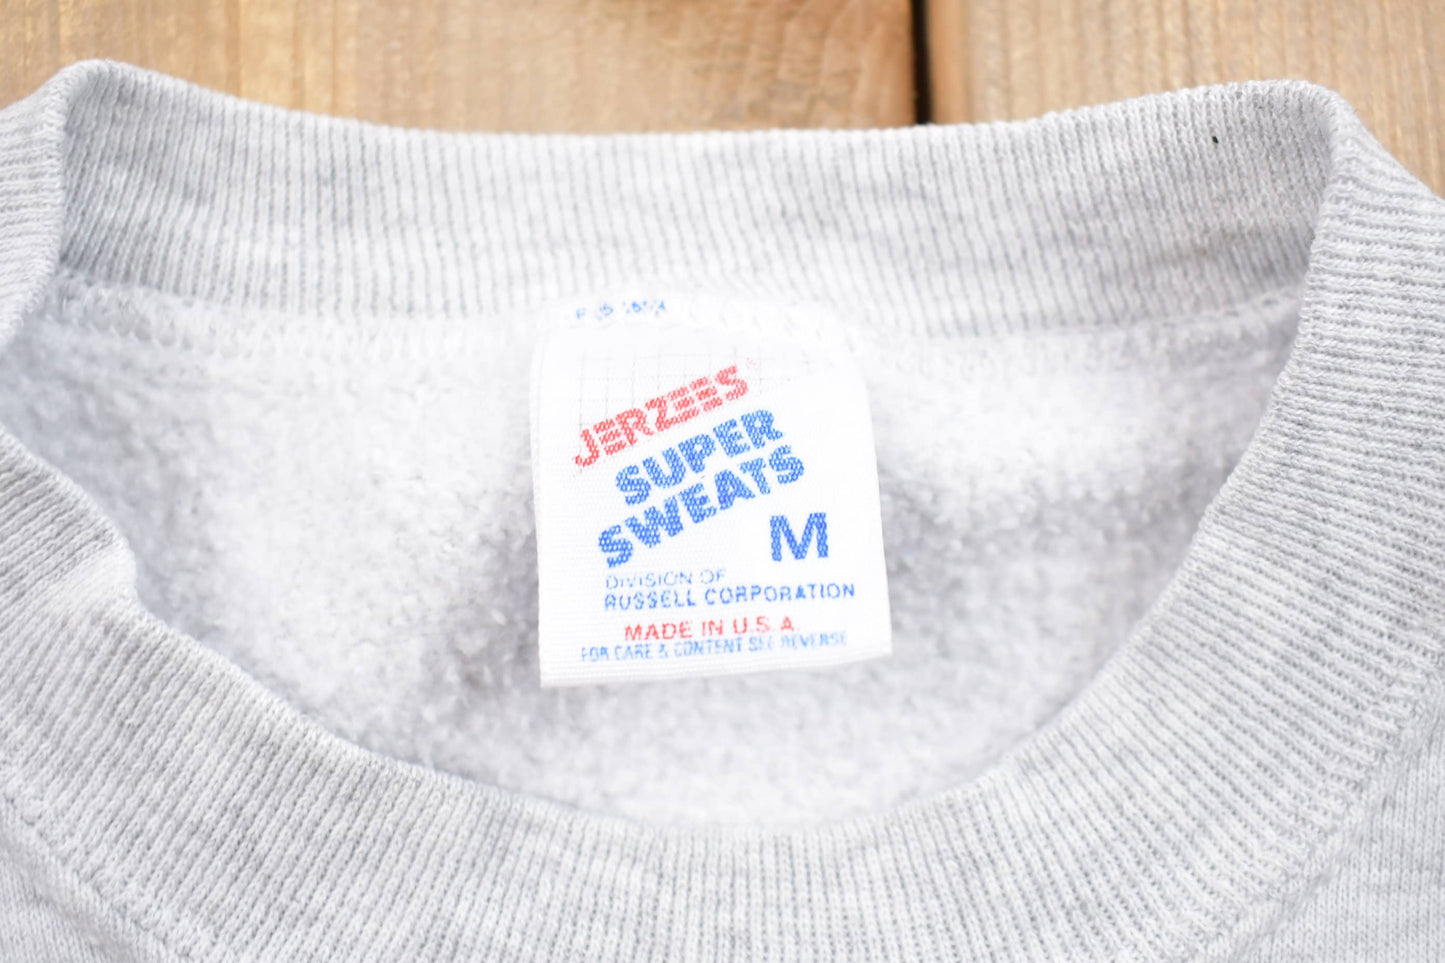 JERZEES®
SUPER
SWEATS
M
DIVISION OF
RUSSELL CORPORATION
MADE IN U.S.A.
FOR CARE & CONTENT SEE REVERSE